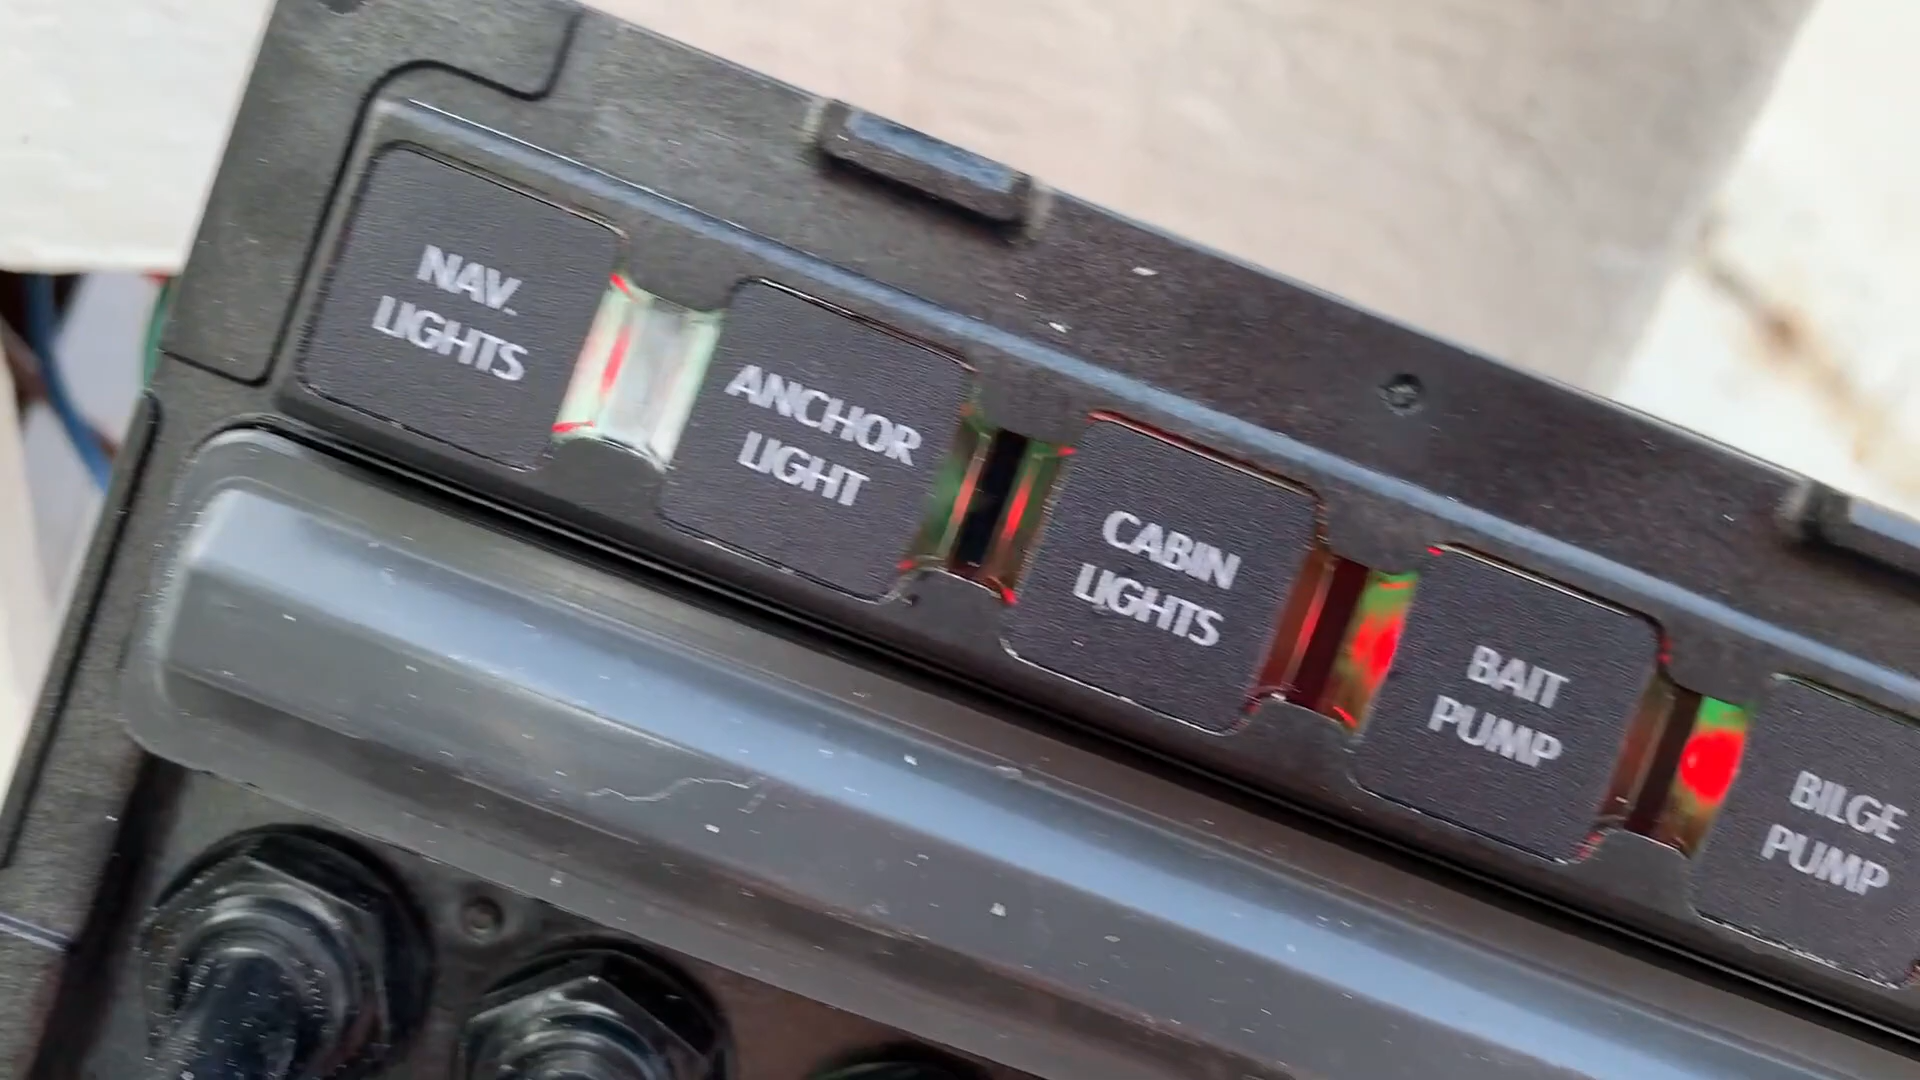 NAV.
LIGHTS
ANCHOR
LIGHT
CABIN
LIGHTS
BAIT
PUMP
BILGE
PUMP